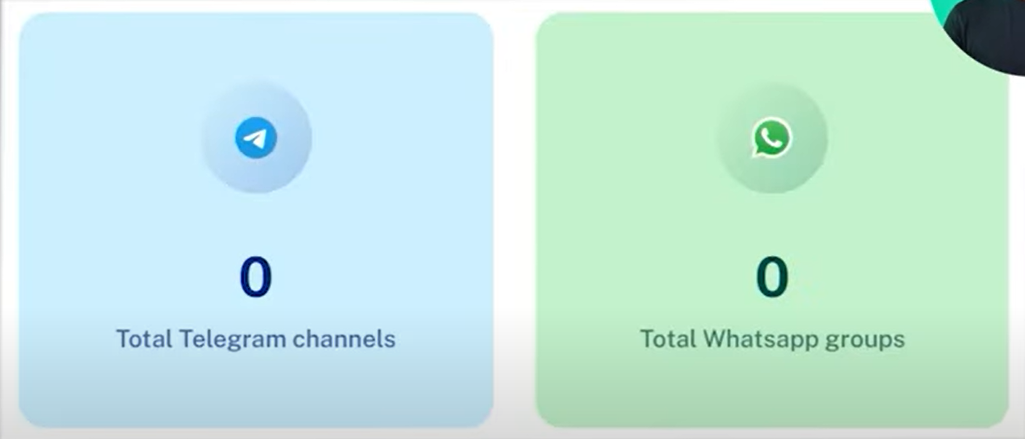 0
Total Telegram channels
0
Total Whatsapp groups